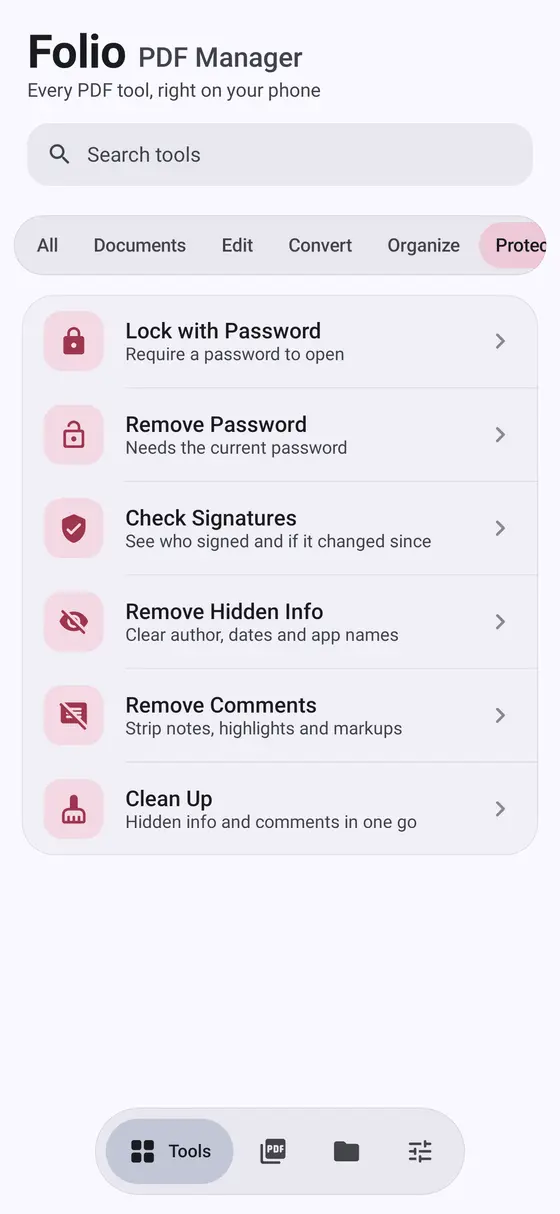 Folio PDF Manager
Every PDF tool, right on your phone
Search tools
All Documents Edit Convert Organize Protec
Lock with Password
Require a password to open
Remove Password
Needs the current password
Check Signatures
See who signed and if it changed since
Remove Hidden Info
Clear author, dates and app names
Remove Comments
Strip notes, highlights and markups
Clean Up
Hidden info and comments in one go
Tools PDF